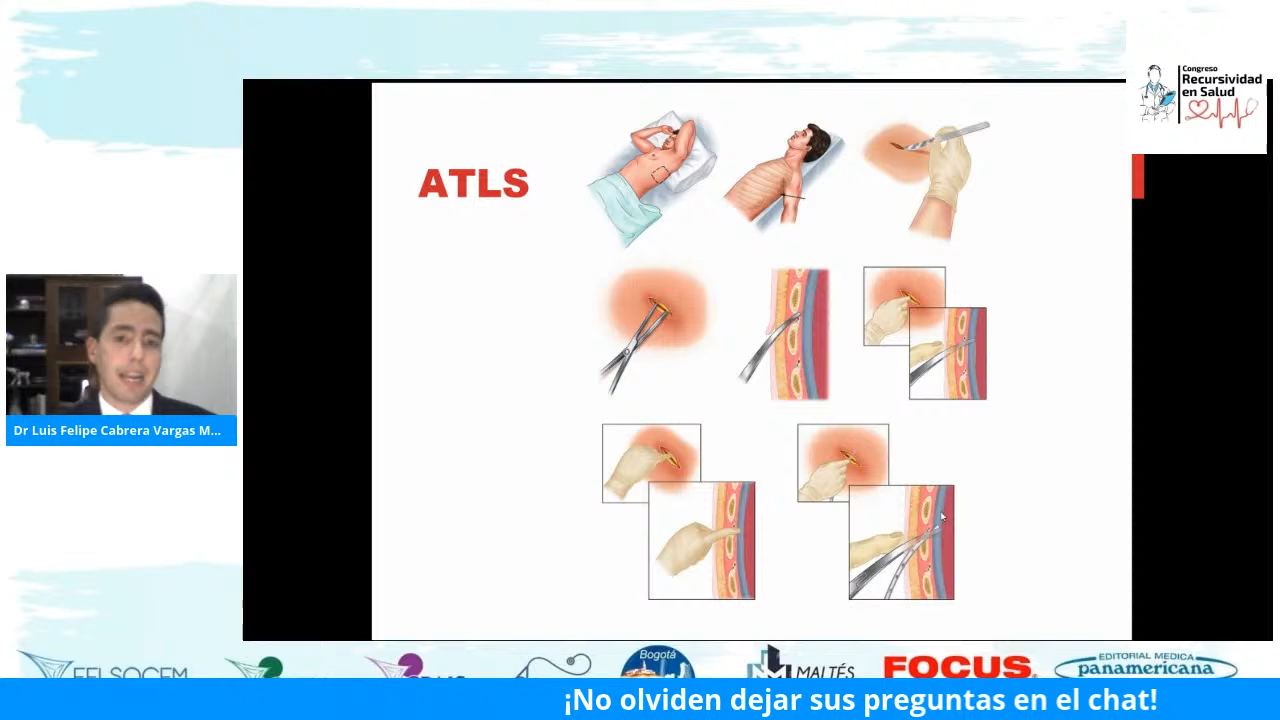 Congreso
Recursividad
en Salud
ATLS
Dr Luis Felipe Cabrera Vargas M...
Bogotá
MALTÉS
FOCUS
EDITORIAL MEDICA
panamericana
¡No olviden dejar sus preguntas en el chat!